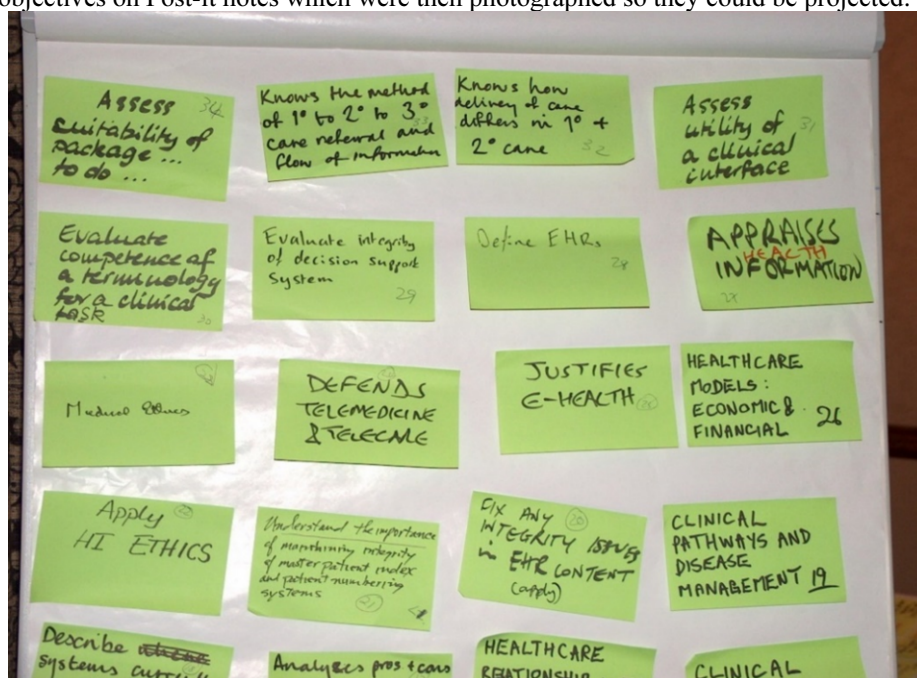 objectives on Post-it notes which were then photographed so they could be projected.
Assess 34
suitability of
package ...
to do ...
Knows the method
of 1° to 2° to 3°
care referral and 33
flow of information
Knows how
delivery of care
differs in 1° +
2° care 32
Assess
utility of 31
a clinical
interface
Evaluate
competence of
a terminology
for a clinical
task 30
Evaluate integrity
of decision support
system
29
Define EHRs
28
APPRAISES
HEALTH
INFORMATION
Medical Ethics
DEFENDS
TELEMEDICINE
& TELECARE
JUSTIFIES
E-HEALTH
HEALTHCARE
MODELS:
ECONOMIC &
FINANCIAL 26
Apply 22
HI ETHICS
Understand the importance
of maintaining integrity
of master patient index
and patient numbering
systems
21
FIX ANY 20
INTEGRITY ISSUES
in EHR CONTENT
(apply)
CLINICAL
PATHWAYS AND
DISEASE
MANAGEMENT 19
Describe
systems
Analyses pros + cons
HEALTHCARE
RELATIONSHIP
CLINICAL